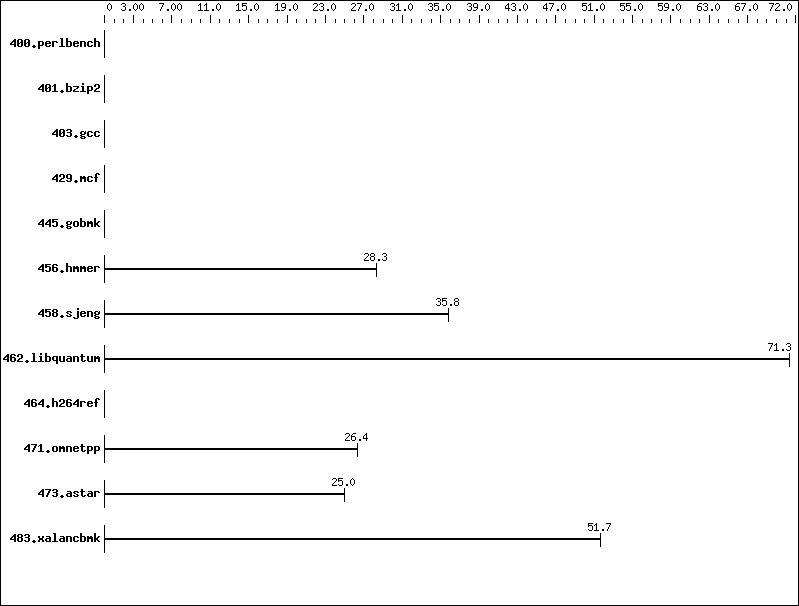 0 3.00 7.00 11.0 15.0 19.0 23.0 27.0 31.0 35.0 39.0 43.0 47.0 51.0 55.0 59.0 63.0 67.0 72.0
400.perlbench
401.bzip2
403.gcc
429.mcf
445.gobmk
28.3
456.hmmer
35.8
458.sjeng
71.3
462.libquantum
464.h264ref
26.4
471.omnetpp
25.0
473.astar
51.7
483.xalancbmk